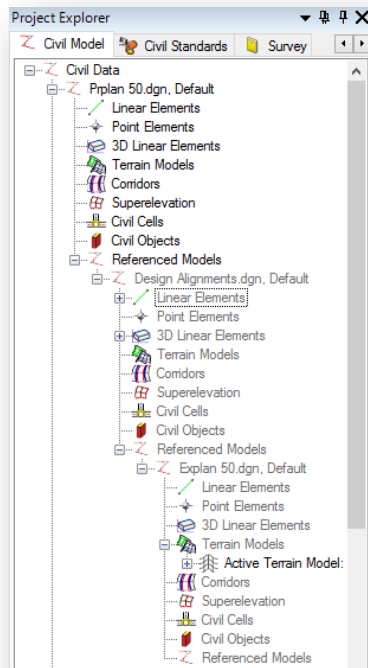 Project Explorer
Civil Model Civil Standards Survey
Civil Data
Prplan 50.dgn, Default
Linear Elements
Point Elements
3D Linear Elements
Terrain Models
Corridors
Superelevation
Civil Cells
Civil Objects
Referenced Models
Design Alignments.dgn, Default
Linear Elements
Point Elements
3D Linear Elements
Terrain Models
Corridors
Superelevation
Civil Cells
Civil Objects
Referenced Models
Explan 50.dgn, Default
Linear Elements
Point Elements
3D Linear Elements
Terrain Models
Active Terrain Model:
Corridors
Superelevation
Civil Cells
Civil Objects
Referenced Models